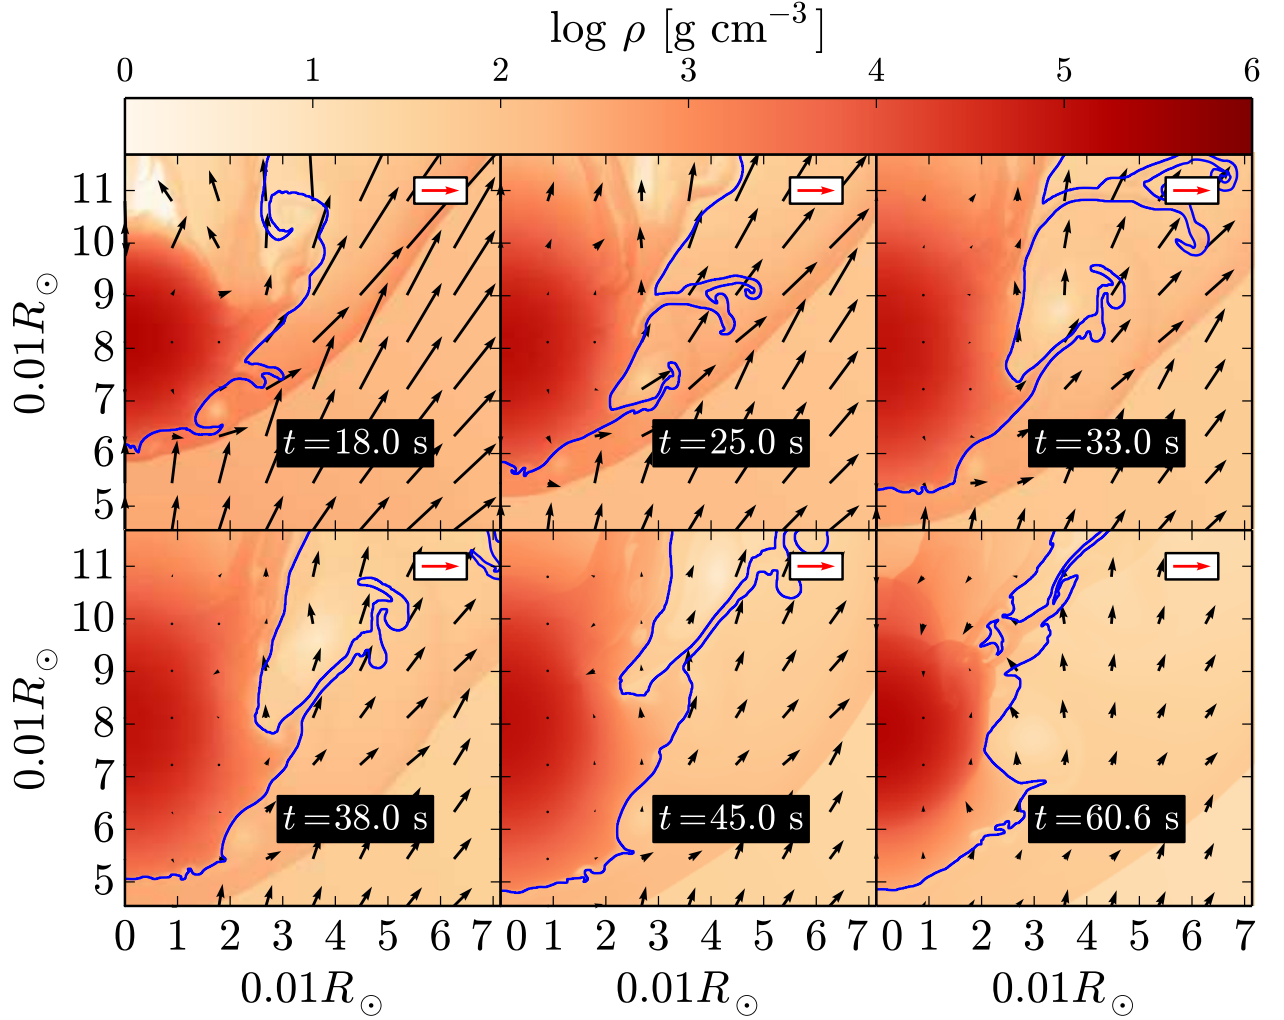 log ρ [g cm⁻³]
0 1 2 3 4 5 6
11
10
9
8
7
6
5
0.01R☉
t=18.0 s
t=25.0 s
t=33.0 s
11
10
9
8
7
6
5
0.01R☉
t=38.0 s
t=45.0 s
t=60.6 s
0 1 2 3 4 5 6 7 0 1 2 3 4 5 6 7 0 1 2 3 4 5 6 7
0.01R☉ 0.01R☉ 0.01R☉